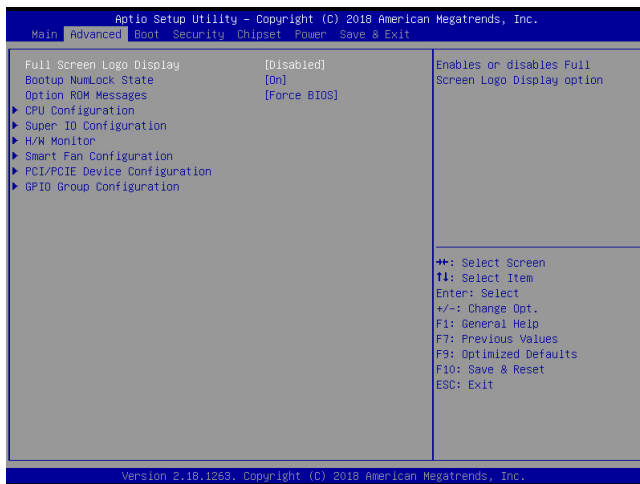 Aptio Setup Utility – Copyright (C) 2018 American Megatrends, Inc.
Main Advanced Boot Security Chipset Power Save & Exit
Full Screen Logo Display [Disabled]
Bootup NumLock State [On]
Option ROM Messages [Force BIOS]
▶ CPU Configuration
▶ Super IO Configuration
▶ H/W Monitor
▶ Smart Fan Configuration
▶ PCI/PCIE Device Configuration
▶ GPIO Group Configuration
Enables or disables Full
Screen Logo Display option
→←: Select Screen
↑↓: Select Item
Enter: Select
+/-: Change Opt.
F1: General Help
F7: Previous Values
F9: Optimized Defaults
F10: Save & Reset
ESC: Exit
Version 2.18.1263. Copyright (C) 2018 American Megatrends, Inc.